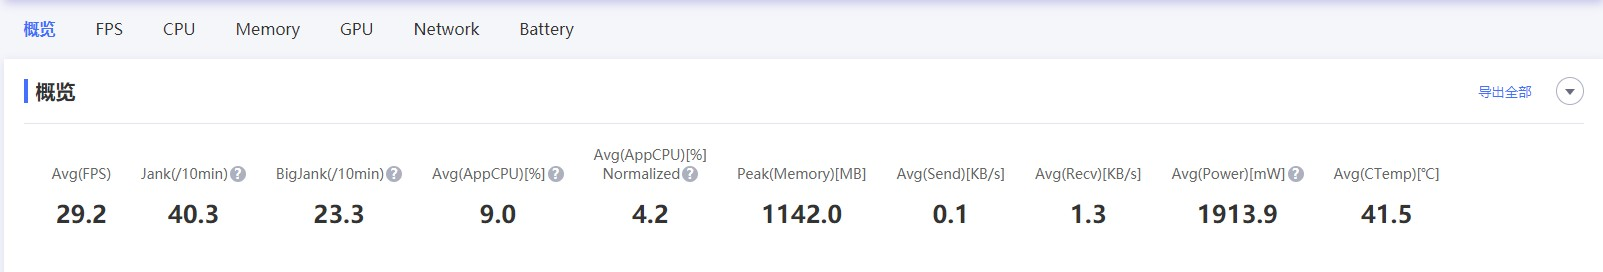 概览 FPS CPU Memory GPU Network Battery
概览
导出全部
Avg(FPS) Jank(/10min) ? BigJank(/10min) ? Avg(AppCPU)[%] ? Avg(AppCPU)[%] Normalized ? Peak(Memory)[MB] Avg(Send)[KB/s] Avg(Recv)[KB/s] Avg(Power)[mW] ? Avg(CTemp)[℃]
29.2 40.3 23.3 9.0 4.2 1142.0 0.1 1.3 1913.9 41.5